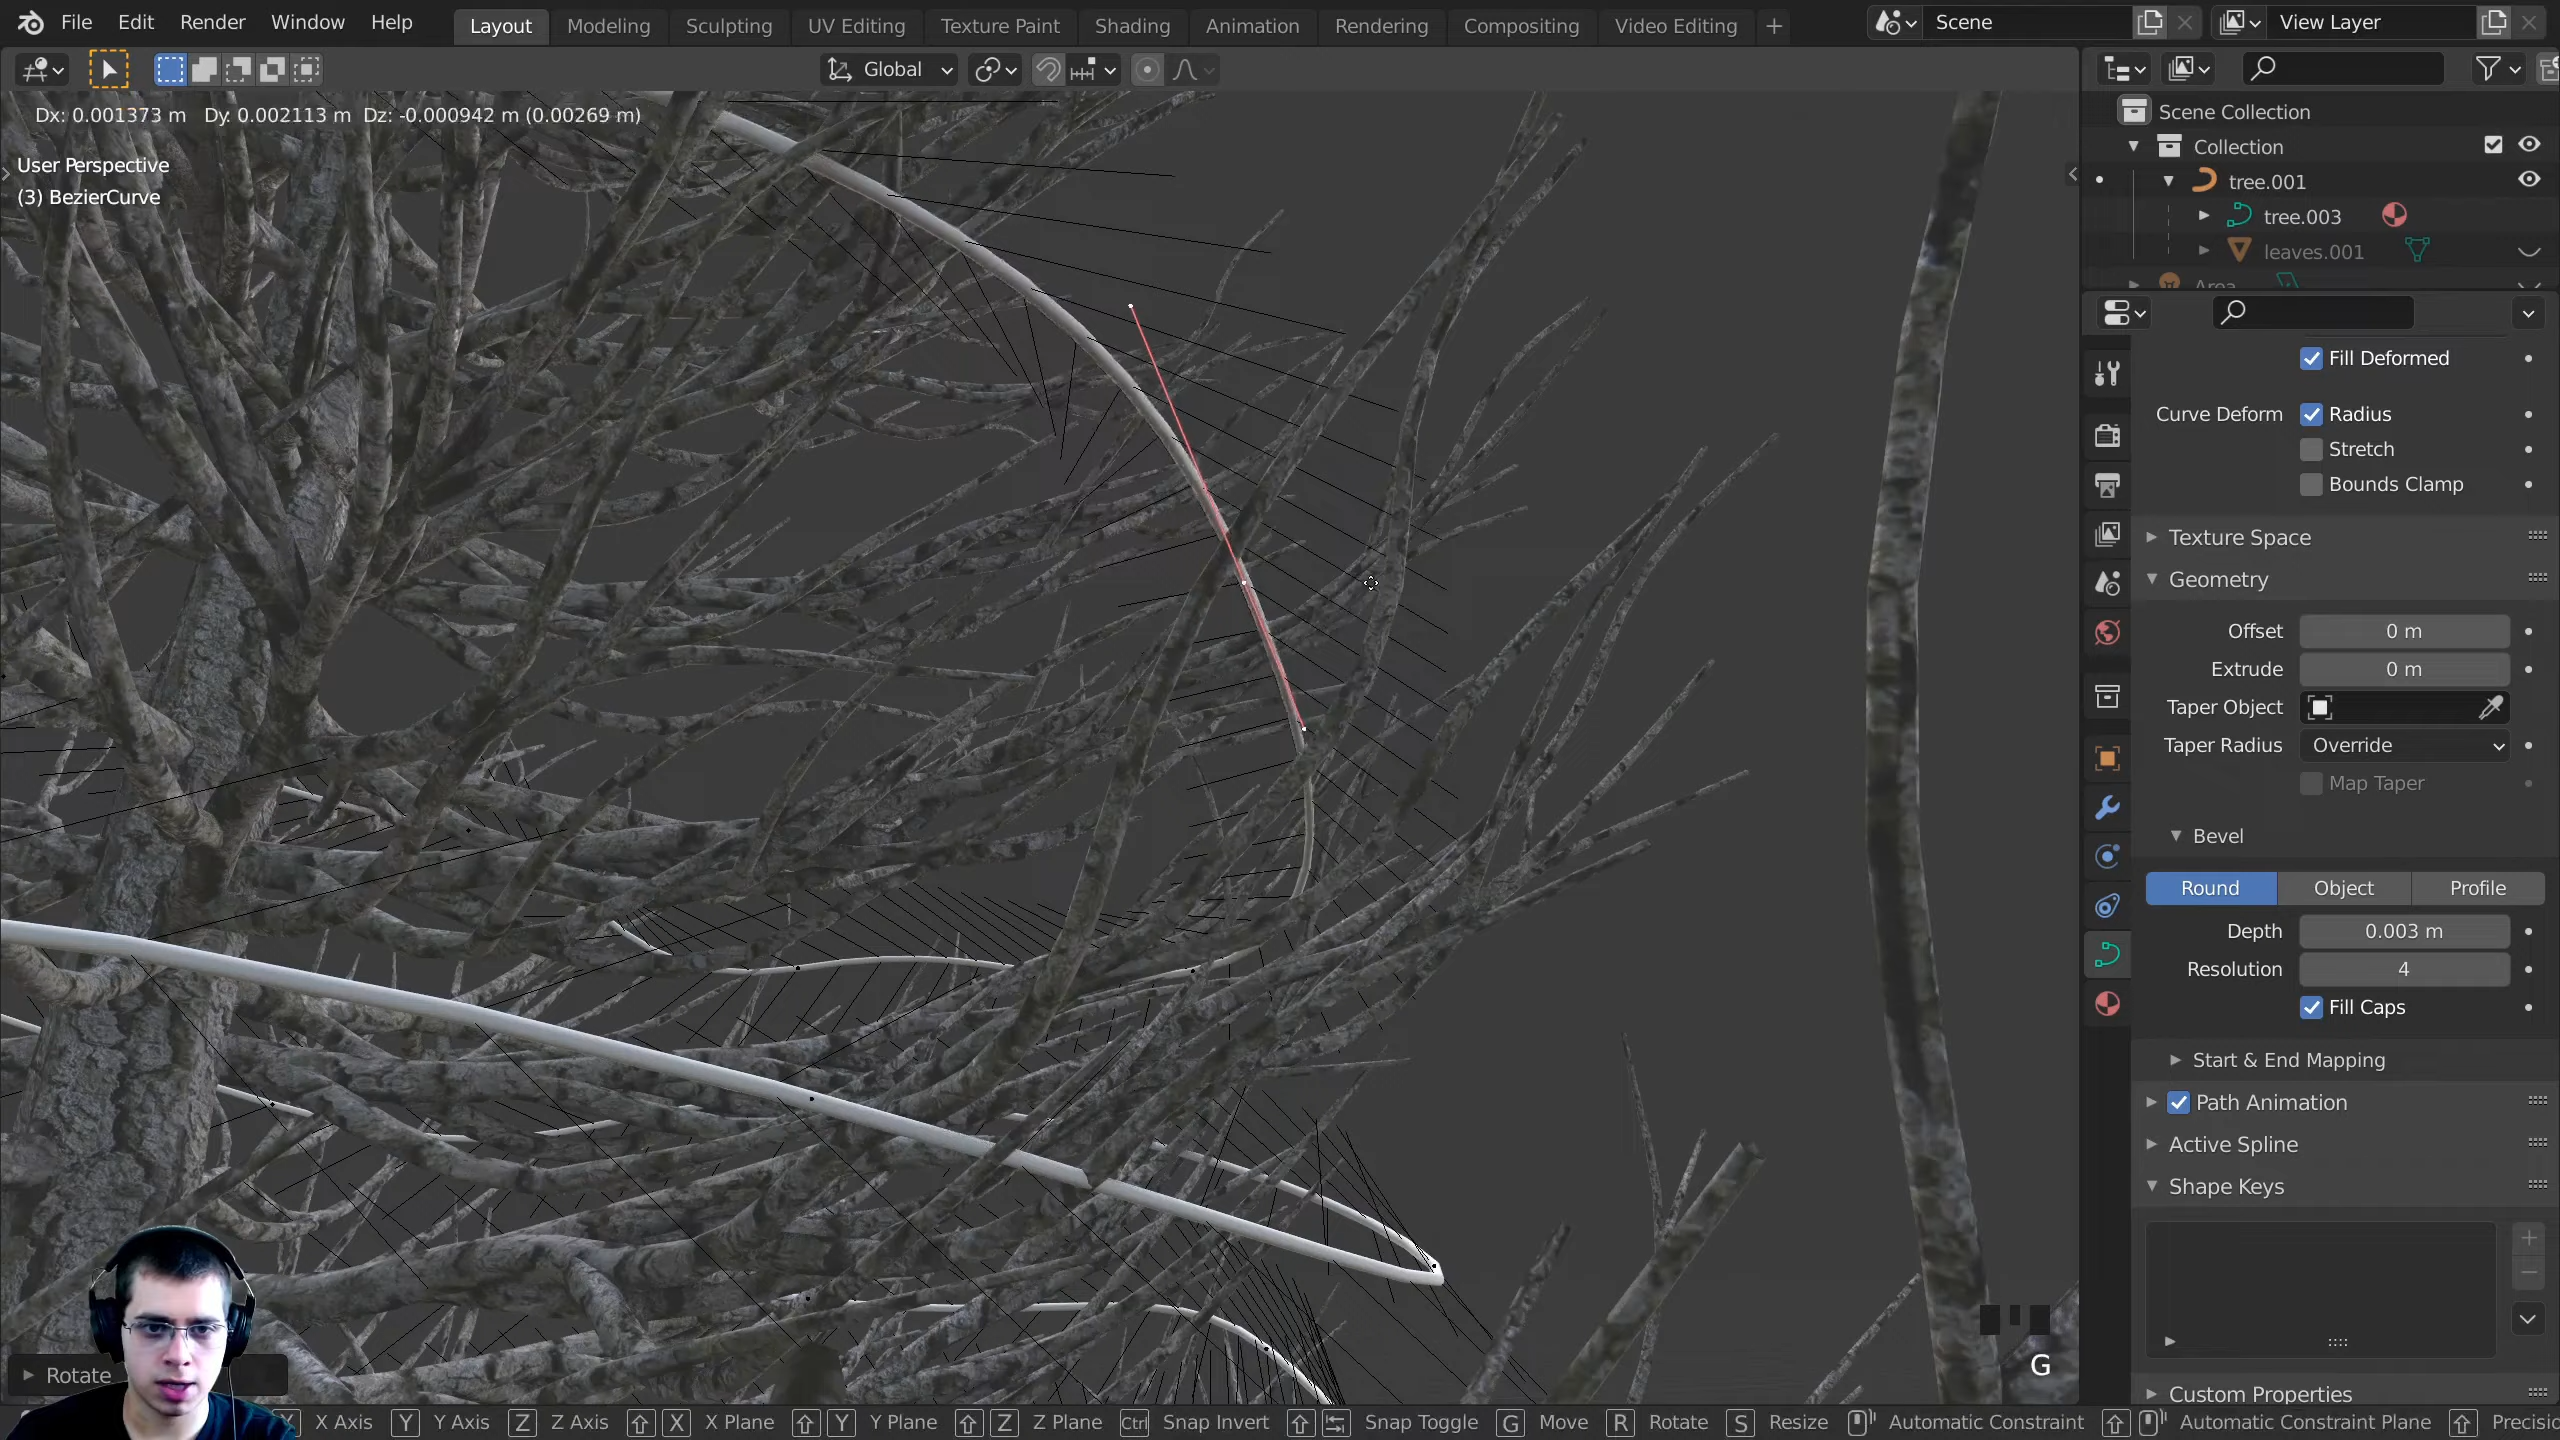 File Edit Render Window Help Layout Modeling Sculpting UV Editing Texture Paint Shading Animation Rendering Compositing Video Editing + Scene View Layer
Global
Dx: 0.001373 m Dy: 0.002113 m Dz: -0.000942 m (0.00269 m)
User Perspective
(3) BezierCurve
Scene Collection
Collection
tree.001
tree.003
leaves.001
Area
Fill Deformed
Curve Deform Radius
Stretch
Bounds Clamp
Texture Space
Geometry
Offset 0 m
Extrude 0 m
Taper Object
Taper Radius Override
Map Taper
Bevel
Round Object Profile
Depth 0.003 m
Resolution 4
Fill Caps
Start & End Mapping
Path Animation
Active Spline
Shape Keys
Custom Properties
G
Rotate
X Axis Y Y Axis Z Z Axis X X Plane Y Y Plane Z Z Plane Ctrl Snap Invert Snap Toggle G Move R Rotate S Resize Automatic Constraint Automatic Constraint Plane Precisio